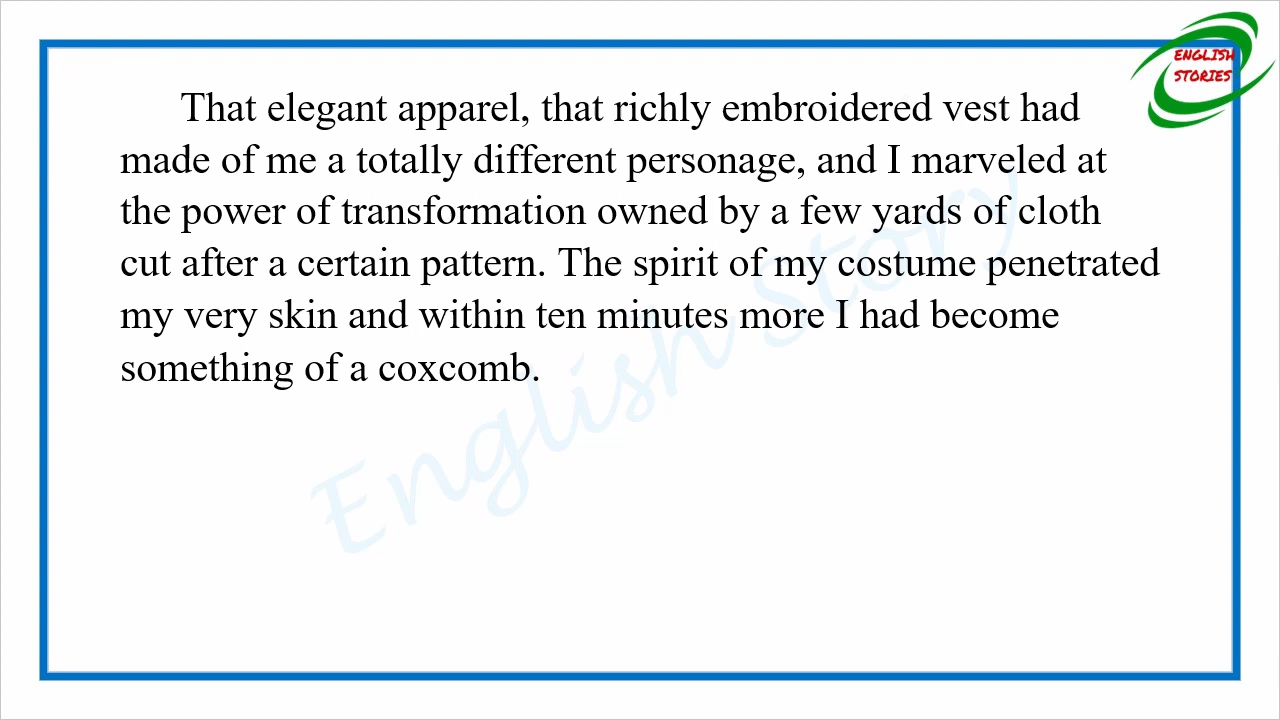 ENGLISH
STORIES
That elegant apparel, that richly embroidered vest had
made of me a totally different personage, and I marveled at
the power of transformation owned by a few yards of cloth
cut after a certain pattern. The spirit of my costume penetrated
my very skin and within ten minutes more I had become
something of a coxcomb.
English Story